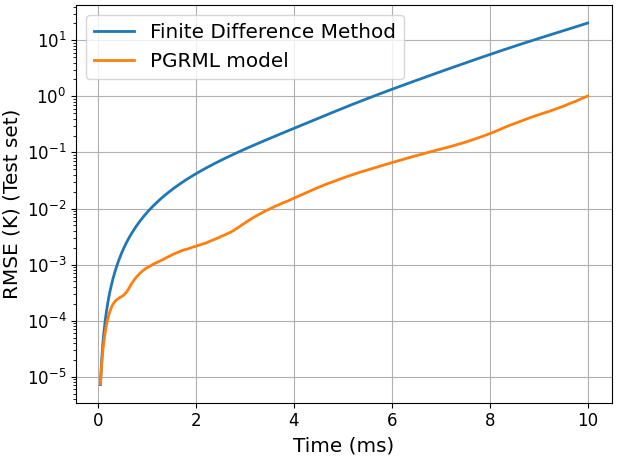 Finite Difference Method
PGRML model
RMSE (K) (Test set)
10¹
10⁰
10⁻¹
10⁻²
10⁻³
10⁻⁴
10⁻⁵
0 2 4 6 8 10
Time (ms)